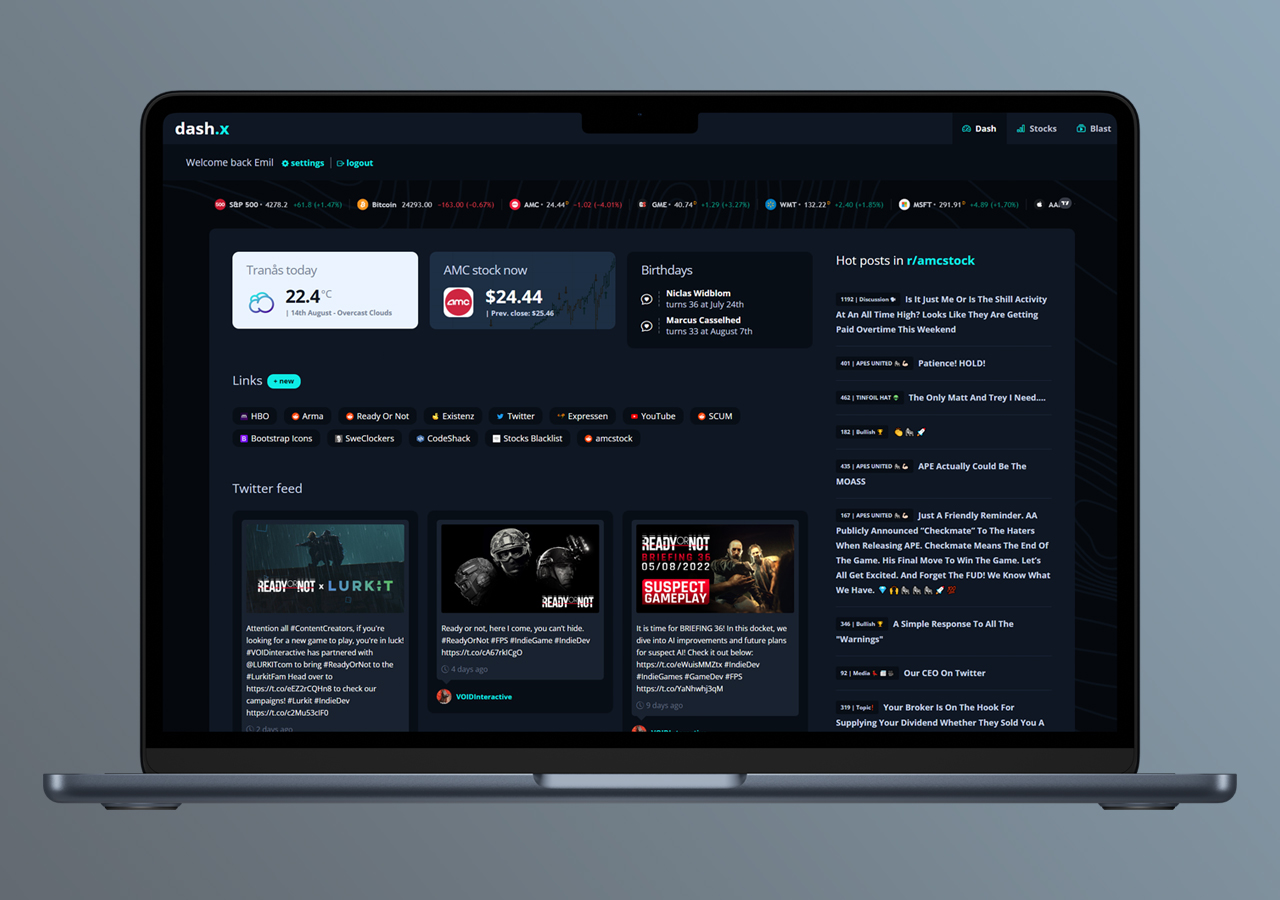 dash.x
Dash
Stocks
Blast
Welcome back Emil settings logout
S&P 500 • 4278.2 +61.8 (+1.47%)
Bitcoin 24293.00 −163.00 (−0.67%)
AMC • 24.44 D −1.02 (−4.01%)
GME • 40.74 D +1.29 (+3.27%)
WMT • 132.22 D +2.40 (+1.85%)
MSFT • 291.91 D +4.89 (+1.70%)
Tranås today
22.4 °C
| 14th August - Overcast Clouds
AMC stock now
amc
$24.44
| Prev. close: $25.46
Birthdays
Niclas Widblom
turns 36 at July 24th
Marcus Casselhed
turns 33 at August 7th
Links + new
HBO Arma Ready Or Not Existenz Twitter Expressen YouTube SCUM
Bootstrap Icons SweClockers CodeShack Stocks Blacklist amcstock
Twitter feed
READY OR NOT x LURKIT
Attention all #ContentCreators, if you're
looking for a new game to play, you're in luck!
#VOIDinteractive has partnered with
@LURKITcom to bring #ReadyOrNot to the
#LurkitFam Head over to
https://t.co/eEZ2rCQHn8 to check our
campaigns! #Lurkit #IndieDev
https://t.co/c2Mu53cIF0
2 days ago
READY OR NOT
Ready or not, here I come, you can't hide.
#ReadyOrNot #FPS #IndieGame #IndieDev
https://t.co/cA67rkICgO
4 days ago
VOIDInteractive
READY OR NOT
BRIEFING 36
05/08/2022
SUSPECT
GAMEPLAY
It is time for BRIEFING 36! In this docket, we
dive into AI improvements and future plans
for suspect AI! Check it out below:
https://t.co/eWuisMMZtx #IndieDev
#IndieGames #GameDev #FPS
https://t.co/YaNhwhj3qM
9 days ago
Hot posts in r/amcstock
1192 | Discussion Is It Just Me Or Is The Shill Activity
At An All Time High? Looks Like They Are Getting
Paid Overtime This Weekend
401 | APES UNITED 🦍💪 Patience! HOLD!
462 | TINFOIL HAT The Only Matt And Trey I Need....
182 | Bullish 🏆 👏🦍🚀
435 | APES UNITED 🦍💪 APE Actually Could Be The
MOASS
167 | APES UNITED 🦍💪 Just A Friendly Reminder. AA
Publicly Announced “Checkmate” To The Haters
When Releasing APE. Checkmate Means The End Of
The Game. His Final Move To Win The Game. Let’s
All Get Excited. And Forget The FUD! We Know What
We Have. 💎🙌🦍🦍🦍🚀💯
346 | Bullish 🏆 A Simple Response To All The
"Warnings"
92 | Media Our CEO On Twitter
319 | Topic❗ Your Broker Is On The Hook For
Supplying Your Dividend Whether They Sold You A